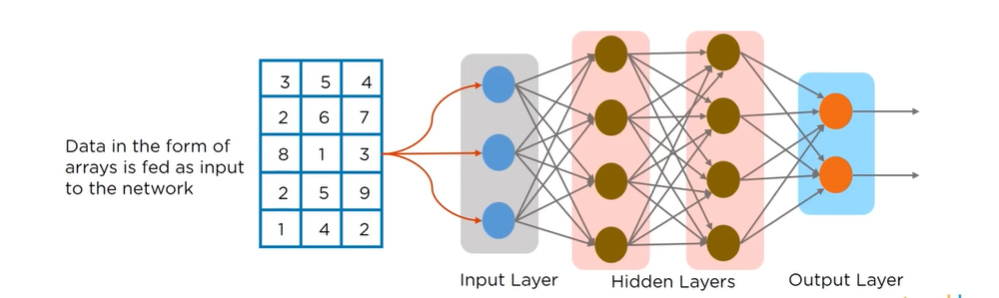 Data in the form of
arrays is fed as input
to the network
3 5 4
2 6 7
8 1 3
2 5 9
1 4 2
Input Layer
Hidden Layers
Output Layer